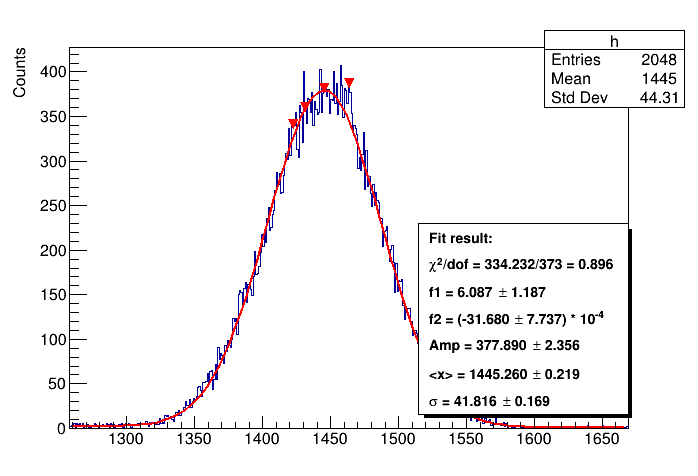 h
Entries 2048
Mean 1445
Std Dev 44.31
Counts
400
350
300
250
200
150
100
50
0
Fit result:
χ²/dof = 334.232/373 = 0.896
f1 = 6.087 ± 1.187
f2 = (-31.680 ± 7.737) * 10⁻⁴
Amp = 377.890 ± 2.356
<x> = 1445.260 ± 0.219
σ = 41.816 ± 0.169
1300 1350 1400 1450 1500 1550 1600 1650